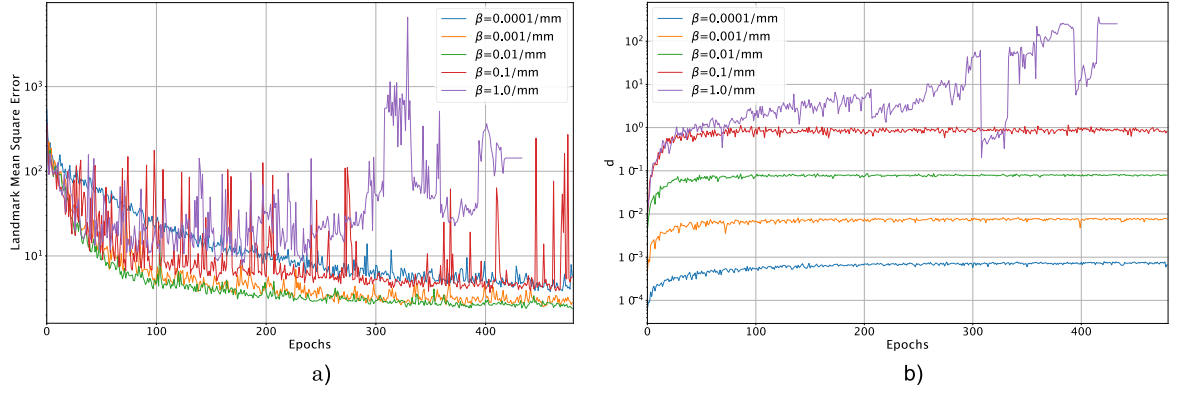 Landmark Mean Square Error
10³
10²
10¹
β=0.0001/mm
β=0.001/mm
β=0.01/mm
β=0.1/mm
β=1.0/mm
0 100 200 300 400
Epochs
a)
d
10²
10¹
10⁰
10⁻¹
10⁻²
10⁻³
10⁻⁴
β=0.0001/mm
β=0.001/mm
β=0.01/mm
β=0.1/mm
β=1.0/mm
0 100 200 300 400
Epochs
b)